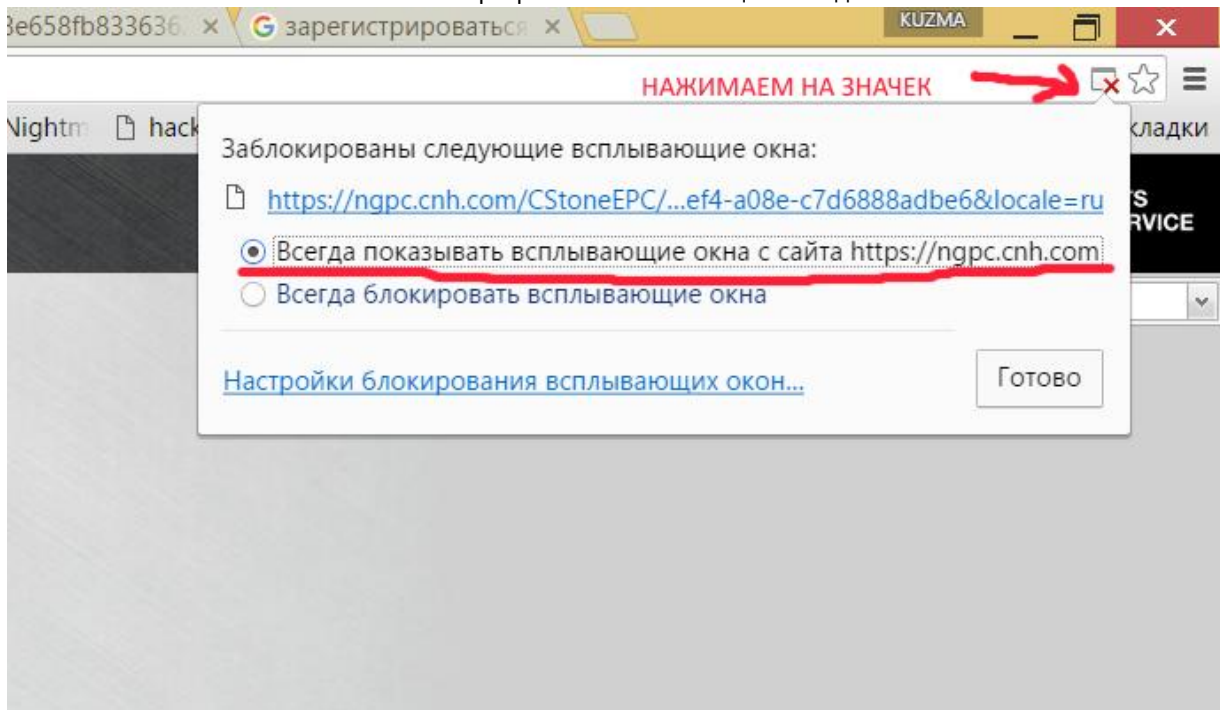 3e658fb833636. × G зарегистрироваться × KUZMA
НАЖИМАЕМ НА ЗНАЧЕК
Nightm hack кладки
Заблокированы следующие всплывающие окна:
https://ngpc.cnh.com/CStoneEPC/...ef4-a08e-c7d6888adbe6&locale=ru
Всегда показывать всплывающие окна с сайта https://ngpc.cnh.com
Всегда блокировать всплывающие окна
Настройки блокирования всплывающих окон...
Готово
TS
RVICE